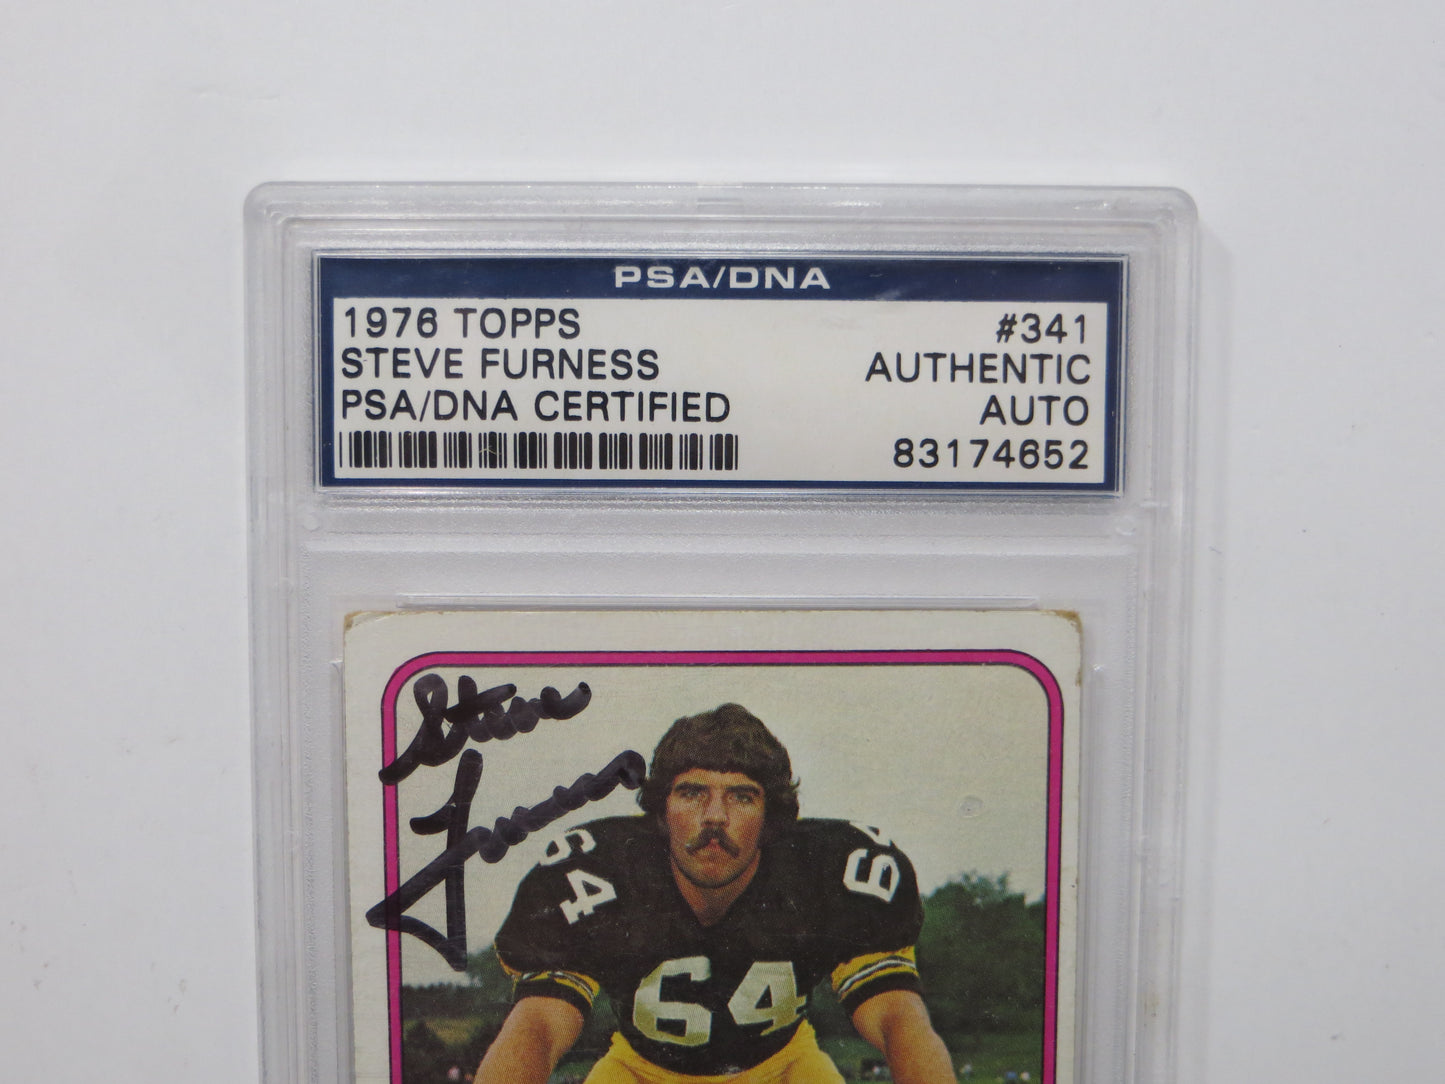 PSA/DNA
1976 TOPPS #341
STEVE FURNESS AUTHENTIC
PSA/DNA CERTIFIED AUTO
83174652
Steve
Furness
64 64
64